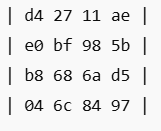 | d4 27 11 ae |
| e0 bf 98 5b |
| b8 68 6a d5 |
| 04 6c 84 97 |